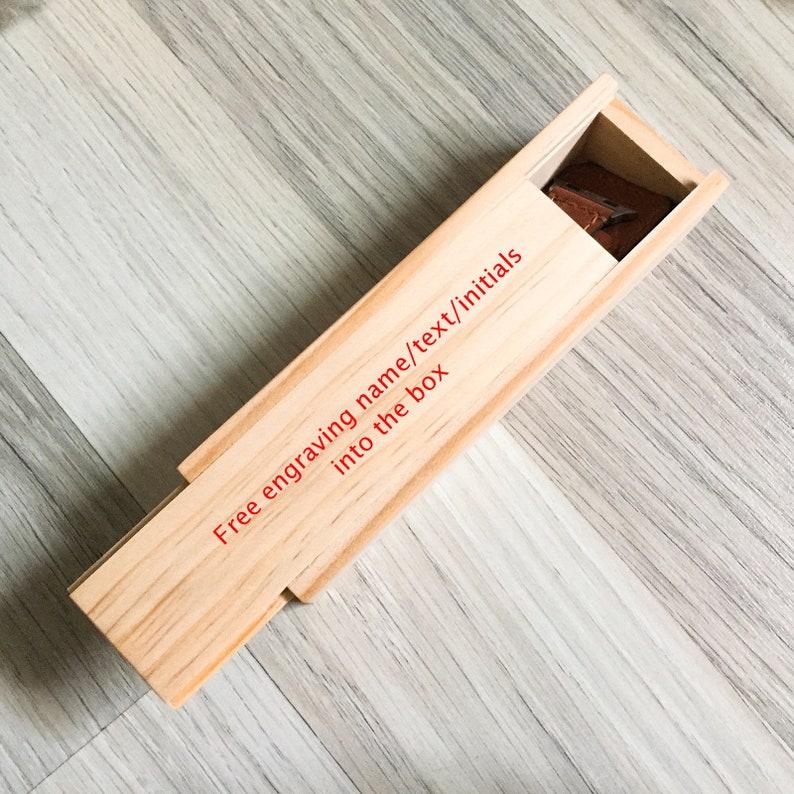 Free engraving name/text/initials
into the box